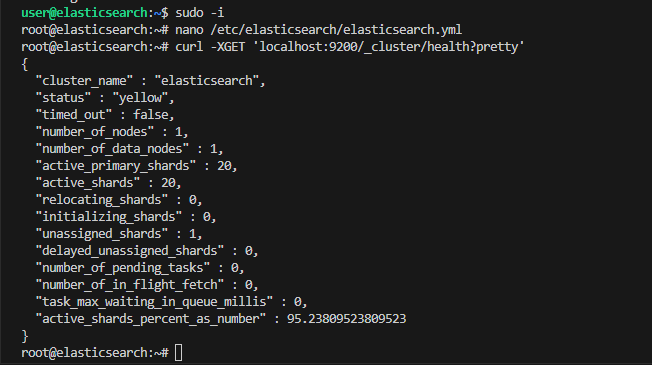 user@elasticsearch:~$ sudo -i
root@elasticsearch:~# nano /etc/elasticsearch/elasticsearch.yml
root@elasticsearch:~# curl -XGET 'localhost:9200/_cluster/health?pretty'
{
  "cluster_name" : "elasticsearch",
  "status" : "yellow",
  "timed_out" : false,
  "number_of_nodes" : 1,
  "number_of_data_nodes" : 1,
  "active_primary_shards" : 20,
  "active_shards" : 20,
  "relocating_shards" : 0,
  "initializing_shards" : 0,
  "unassigned_shards" : 1,
  "delayed_unassigned_shards" : 0,
  "number_of_pending_tasks" : 0,
  "number_of_in_flight_fetch" : 0,
  "task_max_waiting_in_queue_millis" : 0,
  "active_shards_percent_as_number" : 95.23809523809523
}
root@elasticsearch:~#